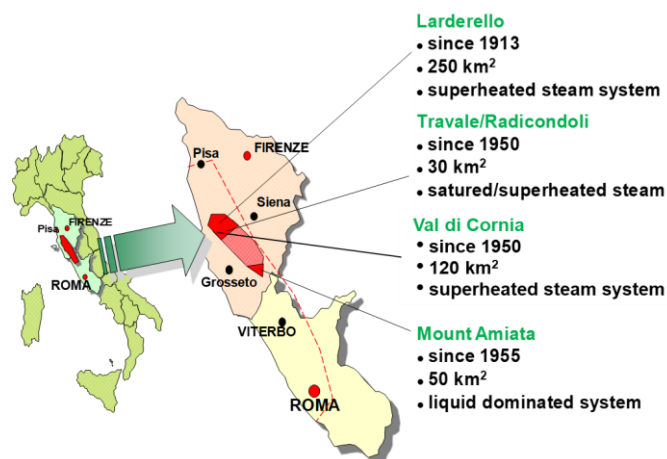 Larderello
• since 1913
• 250 km²
• superheated steam system
Travale/Radicondoli
• since 1950
• 30 km²
• satured/superheated steam
Val di Cornia
• since 1950
• 120 km²
• superheated steam system
Mount Amiata
• since 1955
• 50 km²
• liquid dominated system
Pisa
FIRENZE
Siena
Grosseto
VITERBO
ROMA
FIRENZE
Pisa
ROMA